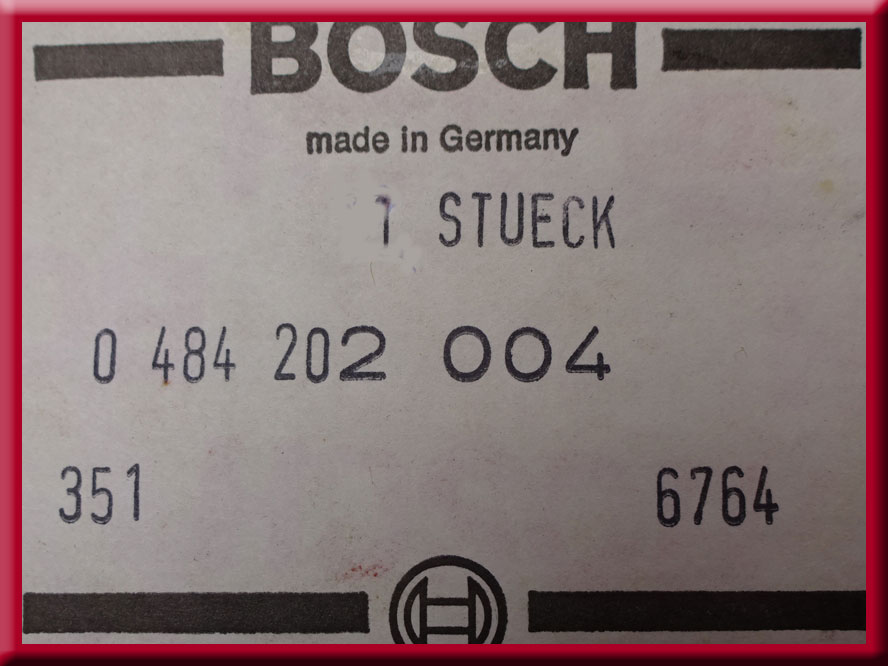 BOSCH
made in Germany
1 STUECK
0 484 202 004
351 6764